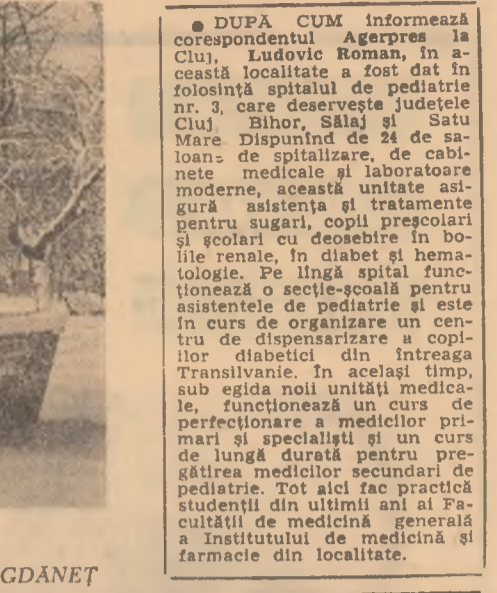 ● DUPĂ CUM informează
corespondentul Agerpres la
Cluj, Ludovic Roman, în a-
ceastă localitate a fost dat în
folosință spitalul de pediatrie
nr. 3, care deservește județele
Cluj Bihor, Sălaj și Satu
Mare Dispunînd de 24 de sa-
loane de spitalizare, de cabi-
nete medicale și laboratoare
moderne, această unitate asi-
gură asistența și tratamente
pentru sugari, copii preșcolari
și școlari cu deosebire în bo-
lile renale, în diabet și hema-
tologie. Pe lîngă spital func-
ționează o secție-școală pentru
asistentele de pediatrie și este
în curs de organizare un cen-
tru de dispensarizare a copi-
ilor diabetici din întreaga
Transilvanie. În același timp,
sub egida noii unități medica-
le, funcționează un curs de
perfecționare a medicilor pri-
mari și specialiști și un curs
de lungă durată pentru pre-
gătirea medicilor secundari de
pediatrie. Tot aici fac practică
studenții din ultimii ani ai Fa-
cultății de medicină generală
a Institutului de medicină și
farmacie din localitate.
GDĂNEȚ